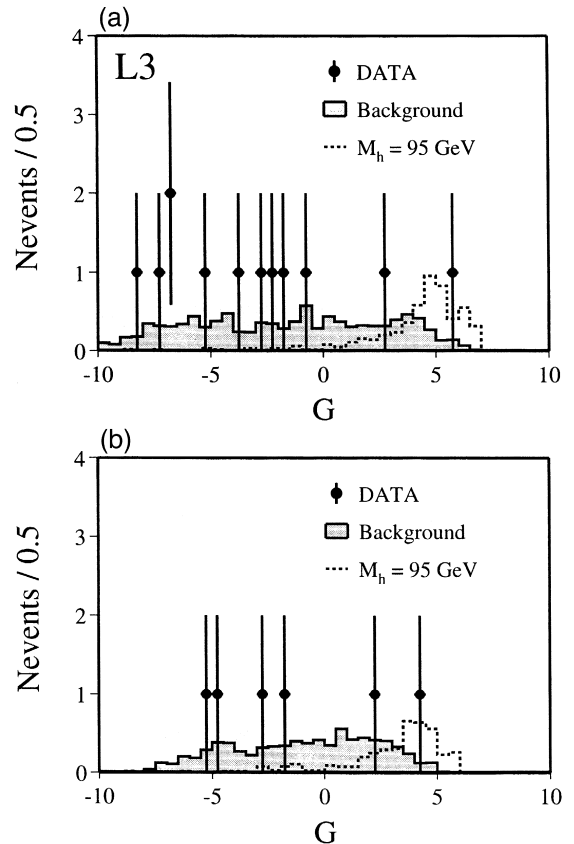 (a)
L3
DATA
Background
M_h = 95 GeV
Nevents / 0.5
4
3
2
1
0
-10
-5
0
5
10
G
(b)
DATA
Background
M_h = 95 GeV
Nevents / 0.5
4
3
2
1
0
-10
-5
0
5
10
G